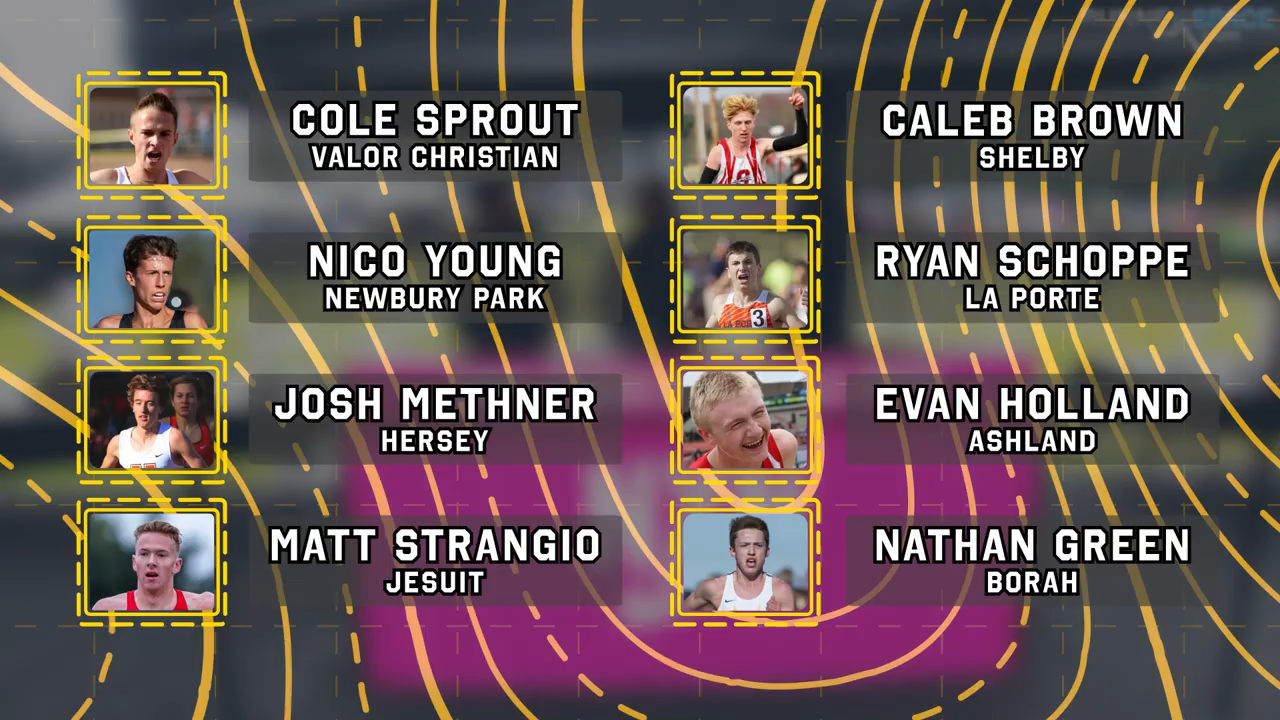 COLE SPROUT
VALOR CHRISTIAN
NICO YOUNG
NEWBURY PARK
JOSH METHNER
HERSEY
MATT STRANGIO
JESUIT
CALEB BROWN
SHELBY
RYAN SCHOPPE
LA PORTE
3
EVAN HOLLAND
ASHLAND
NATHAN GREEN
BORAH